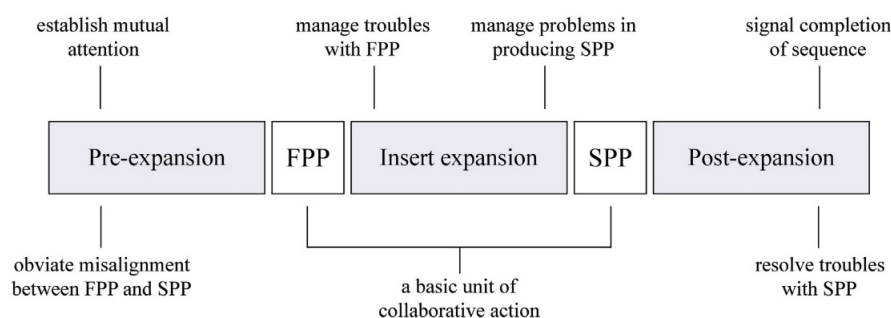 establish mutual
attention
manage troubles
with FPP
manage problems in
producing SPP
signal completion
of sequence
Pre-expansion
FPP
Insert expansion
SPP
Post-expansion
obviate misalignment
between FPP and SPP
a basic unit of
collaborative action
resolve troubles
with SPP